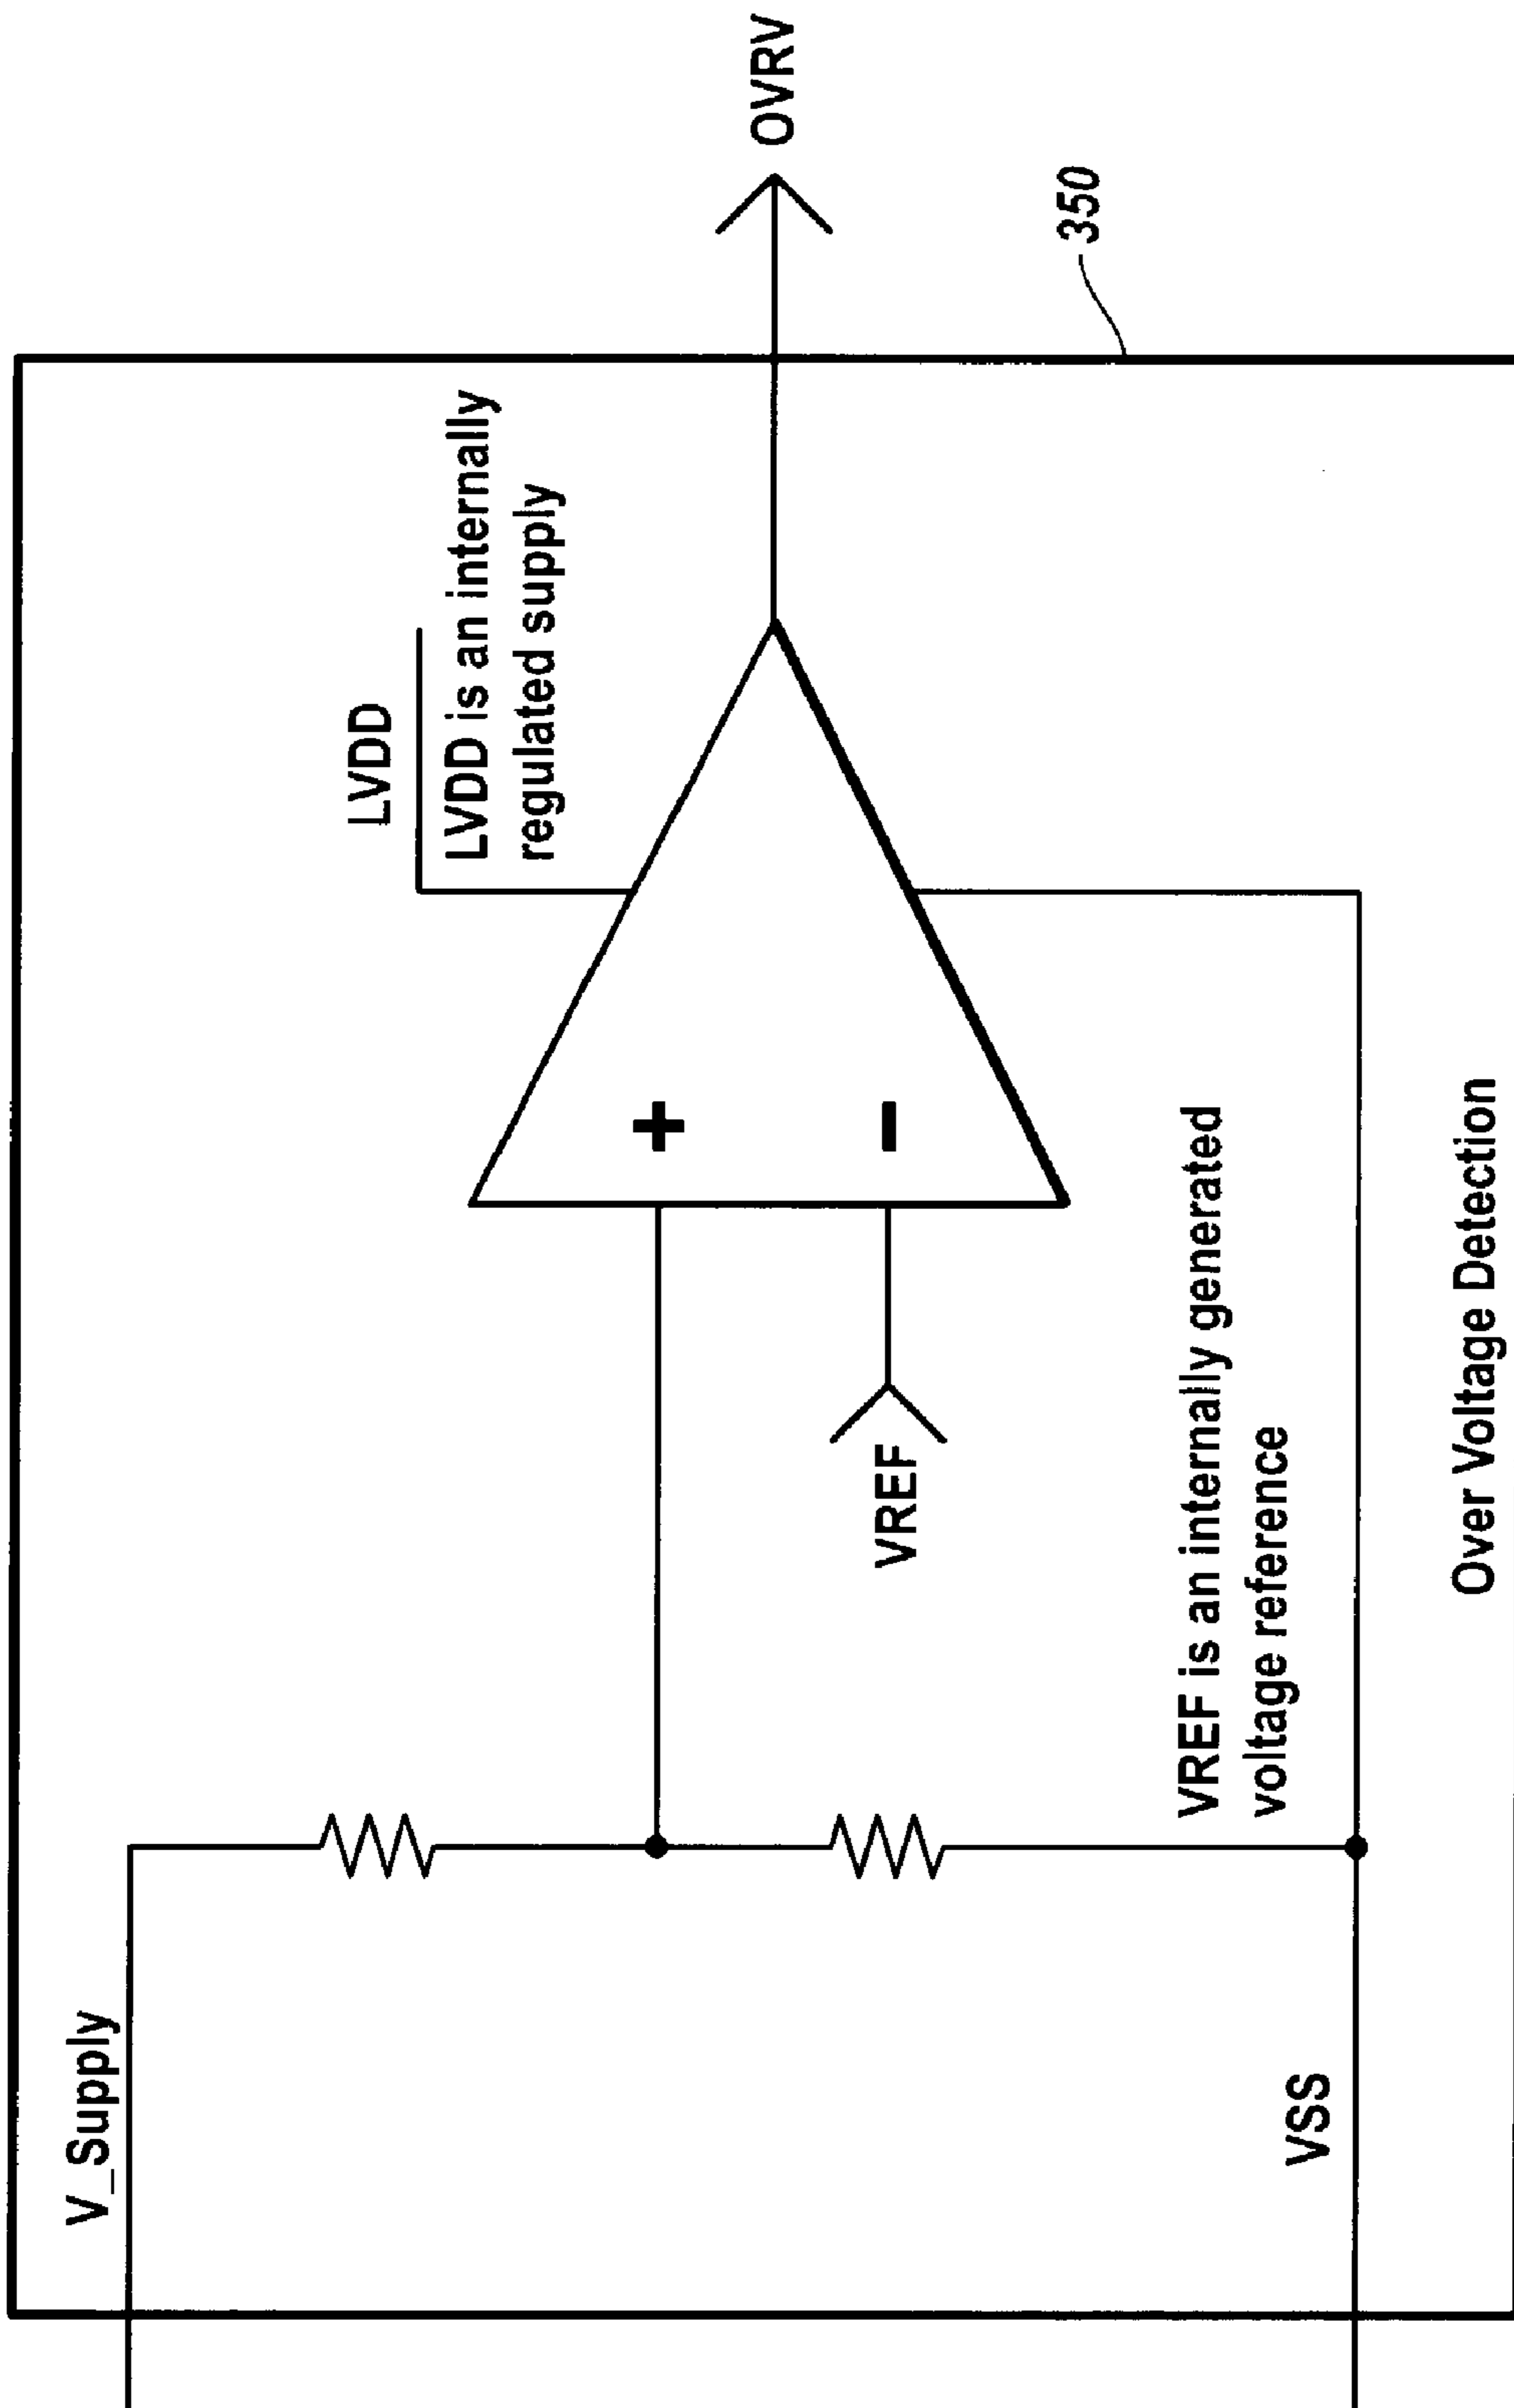 V_Supply
LVDD
LVDD is an internally
regulated supply
OVRV
+
−
VREF
VREF is an internally generated
voltage reference
VSS
350
Over Voltage Detection